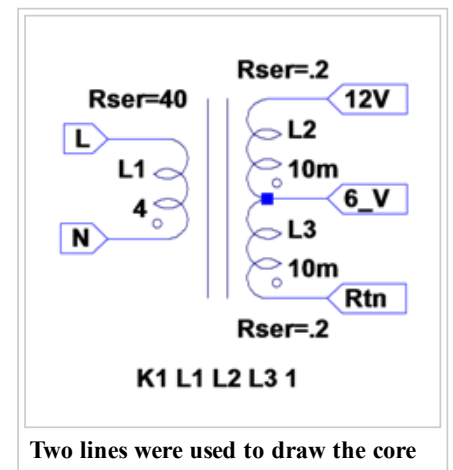 Rser=.2
Rser=40
12V
L
L2
L1
10m
4
6_V
N
L3
10m
Rtn
Rser=.2
K1 L1 L2 L3 1
Two lines were used to draw the core